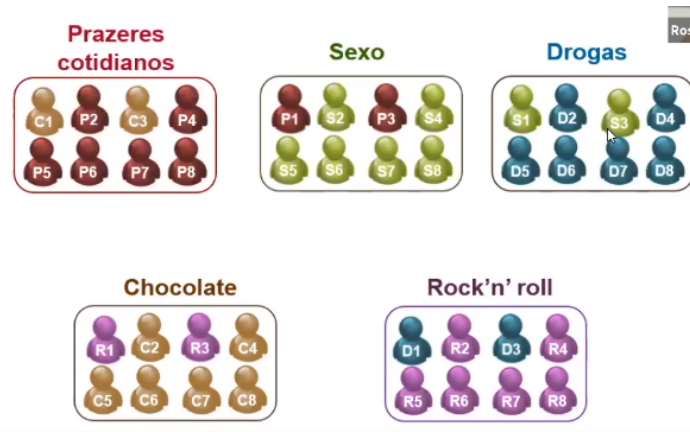 Prazeres
cotidianos
C1 P2 C3 P4
P5 P6 P7 P8
Sexo
P1 S2 P3 S4
S5 S6 S7 S8
Drogas
S1 D2 S3 D4
D5 D6 D7 D8
Ros
Chocolate
R1 C2 R3 C4
C5 C6 C7 C8
Rock’n’ roll
D1 R2 D3 R4
R5 R6 R7 R8